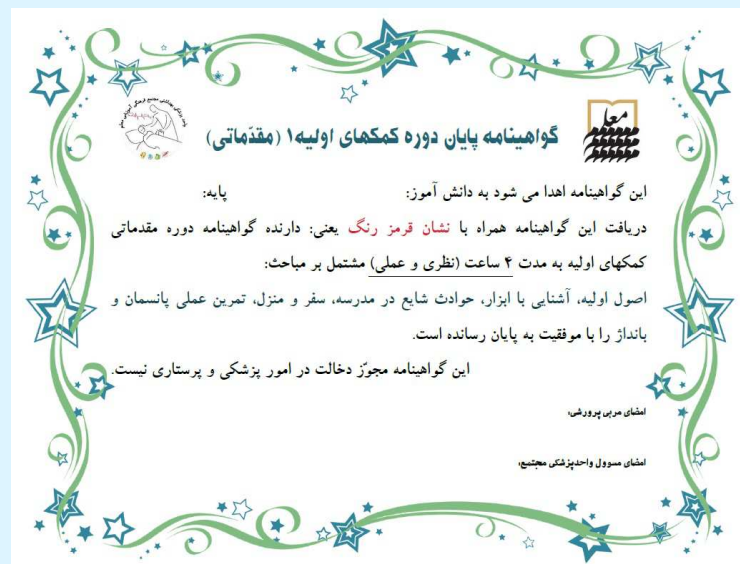 معلم
گواهینامه پایان دوره کمکهای اولیه۱ (مقدّماتی)
این گواهینامه اهدا می شود به دانش آموز: پایه:
دریافت این گواهینامه همراه با نشان قرمز رنگ یعنی: دارنده گواهینامه دوره مقدماتی
کمکهای اولیه به مدت ۴ ساعت (نظری و عملی) مشتمل بر مباحث:
اصول اولیه، آشنایی با ابزار، حوادث شایع در مدرسه، سفر و منزل، تمرین عملی پانسمان و
بانداژ را با موفقیت به پایان رسانده است.
این گواهینامه مجوّز دخالت در امور پزشکی و پرستاری نیست.
امضای مربی پرورشی:
امضای مسوول واحدپزشکی مجتمع: